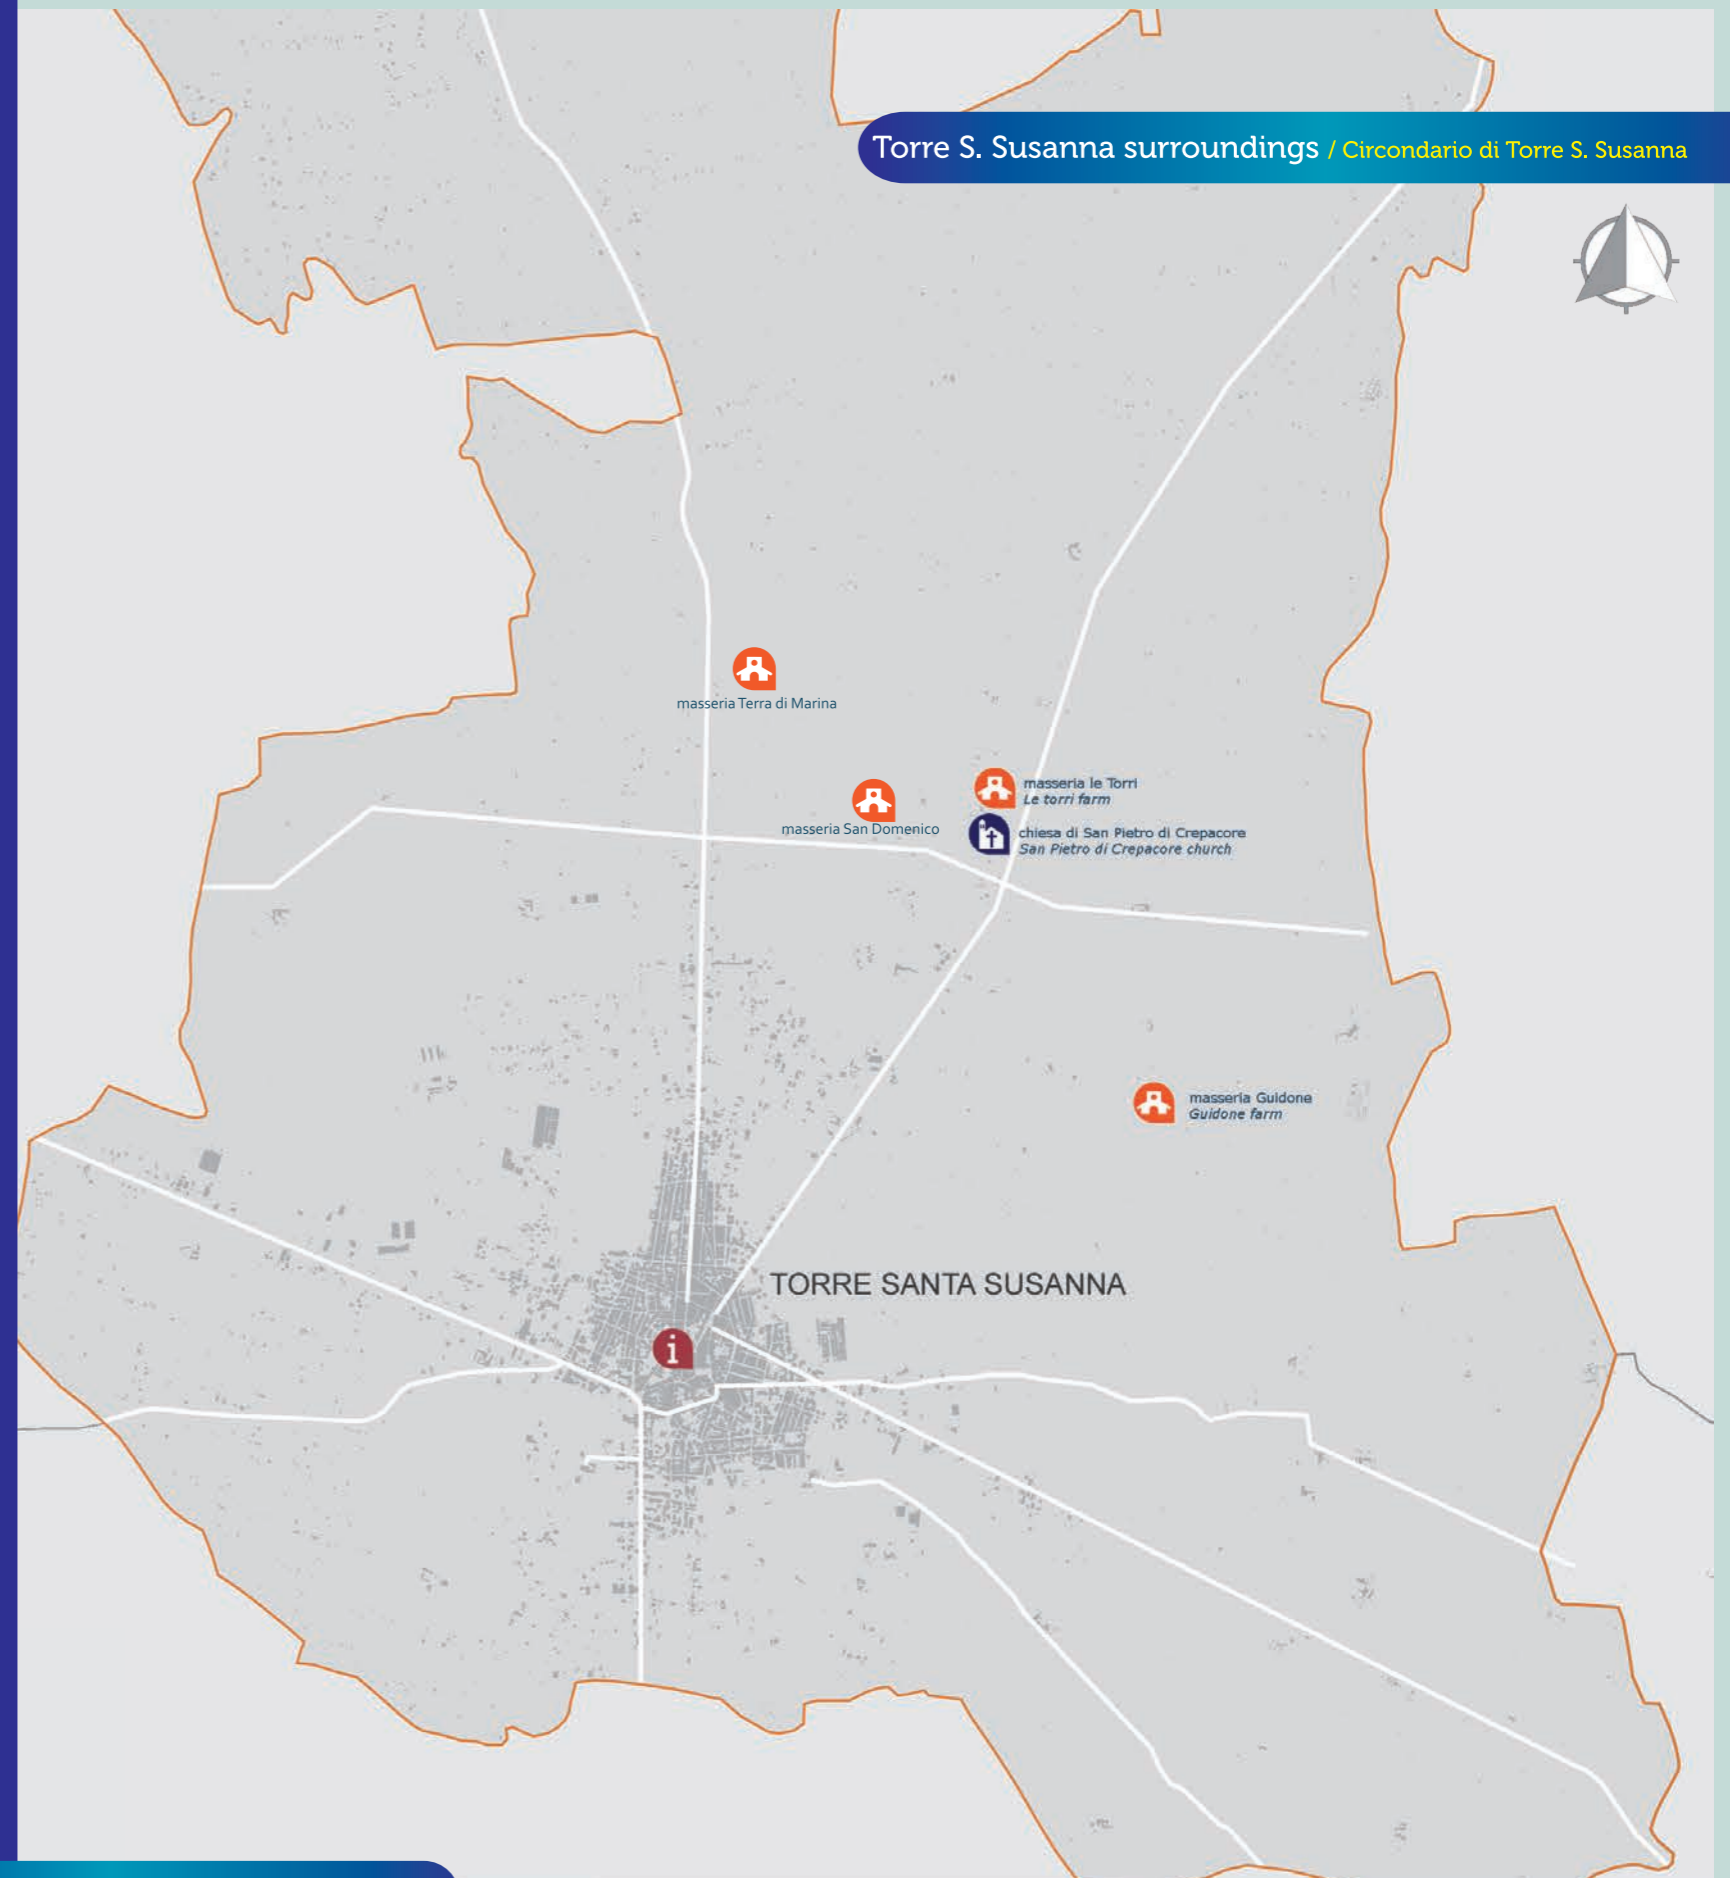 Torre S. Susanna surroundings / Circondario di Torre S. Susanna
masseria Terra di Marina
masseria le Torri
Le torri farm
masseria San Domenico
chiesa di San Pietro di Crepacore
San Pietro di Crepacore church
masseria Guidone
Guidone farm
TORRE SANTA SUSANNA
i